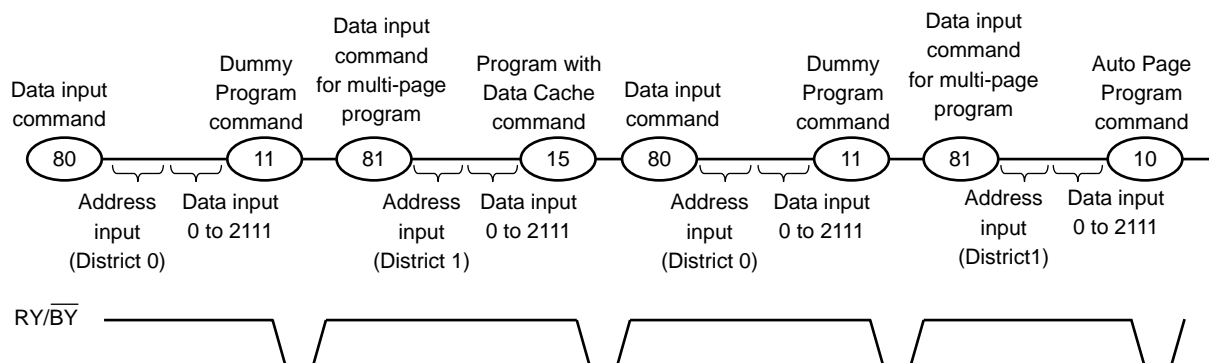 Data input
command
80
Address
input
(District 0)
Data input
0 to 2111
Dummy
Program
command
11
Data input
command
for multi-page
program
81
Address
input
(District 1)
Data input
0 to 2111
Program with
Data Cache
command
15
Data input
command
80
Address
input
(District 0)
Data input
0 to 2111
Dummy
Program
command
11
Data input
command
for multi-page
program
81
Address
input
(District1)
Data input
0 to 2111
Auto Page
Program
command
10
RY/BY